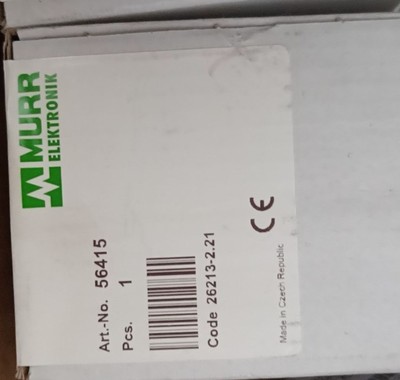 MURR
ELEKTRONIK
Art.-No. 56415
Pcs. 1
Code 26213-2.21
CE
Made in Czech Republic